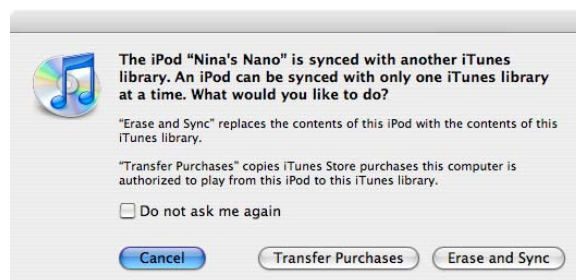 The iPod “Nina's Nano” is synced with another iTunes
library. An iPod can be synced with only one iTunes library
at a time. What would you like to do?
“Erase and Sync” replaces the contents of this iPod with the contents of this
iTunes library.
“Transfer Purchases” copies iTunes Store purchases this computer is
authorized to play from this iPod to this iTunes library.
Do not ask me again
Cancel Transfer Purchases Erase and Sync